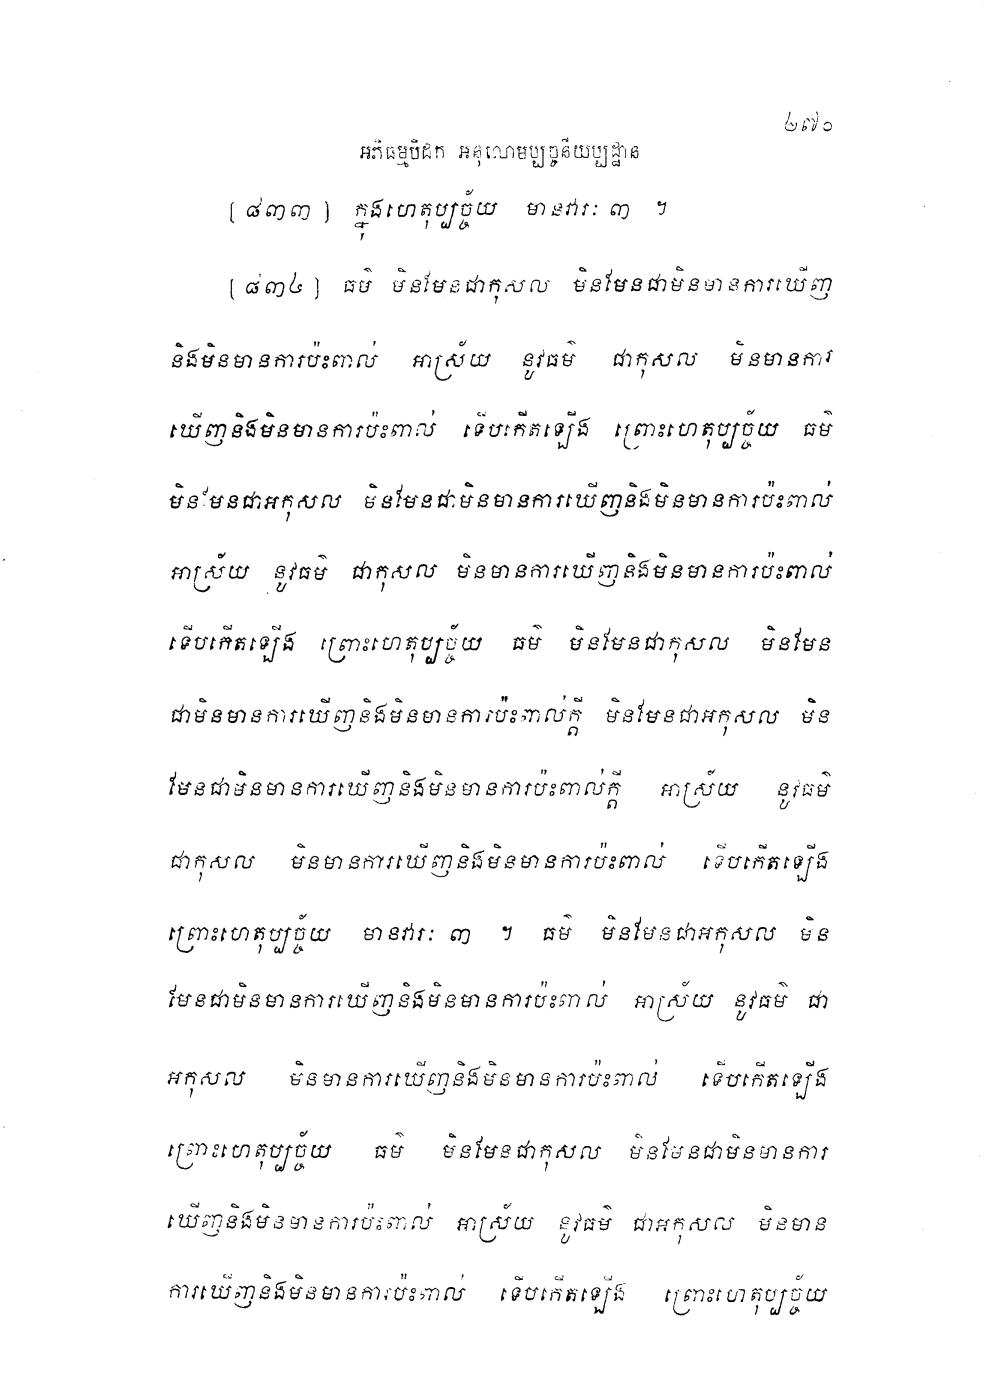 ២៧១
អភិធម្មបិដក អនុលោមប្បច្ចនីយប្បដ្ឋាន
[៨៣៣] ក្នុងហេតុប្បច្ច័យ មានវារៈ ៣ ។
[៨៣៤] ធម៌ មិនមែនជាកុសល មិនមែនជាមិនមានការឃើញ
និងមិនមានការប៉ះពាល់ អាស្រ័យ នូវធម៌ ជាកុសល មិនមានការ
ឃើញនិងមិនមានការប៉ះពាល់ ទើបកើតឡើង ព្រោះហេតុប្បច្ច័យ ធម៌
មិនមែនជាអកុសល មិនមែនជាមិនមានការឃើញនិងមិនមានការប៉ះពាល់
អាស្រ័យ នូវធម៌ ជាកុសល មិនមានការឃើញនិងមិនមានការប៉ះពាល់
ទើបកើតឡើង ព្រោះហេតុប្បច្ច័យ ធម៌ មិនមែនជាកុសល មិនមែន
ជាមិនមានការឃើញនិងមិនមានការប៉ះពាល់ក្តី មិនមែនជាអកុសល មិន
មែនជាមិនមានការឃើញនិងមិនមានការប៉ះពាល់ក្តី អាស្រ័យ នូវធម៌
ជាកុសល មិនមានការឃើញនិងមិនមានការប៉ះពាល់ ទើបកើតឡើង
ព្រោះហេតុប្បច្ច័យ មានវារៈ ៣ ។ ធម៌ មិនមែនជាអកុសល មិន
មែនជាមិនមានការឃើញនិងមិនមានការប៉ះពាល់ អាស្រ័យ នូវធម៌ ជា
អកុសល មិនមានការឃើញនិងមិនមានការប៉ះពាល់ ទើបកើតឡើង
ព្រោះហេតុប្បច្ច័យ ធម៌ មិនមែនជាកុសល មិនមែនជាមិនមានការ
ឃើញនិងមិនមានការប៉ះពាល់ អាស្រ័យ នូវធម៌ ជាអកុសល មិនមាន
ការឃើញនិងមិនមានការប៉ះពាល់ ទើបកើតឡើង ព្រោះហេតុប្បច្ច័យ